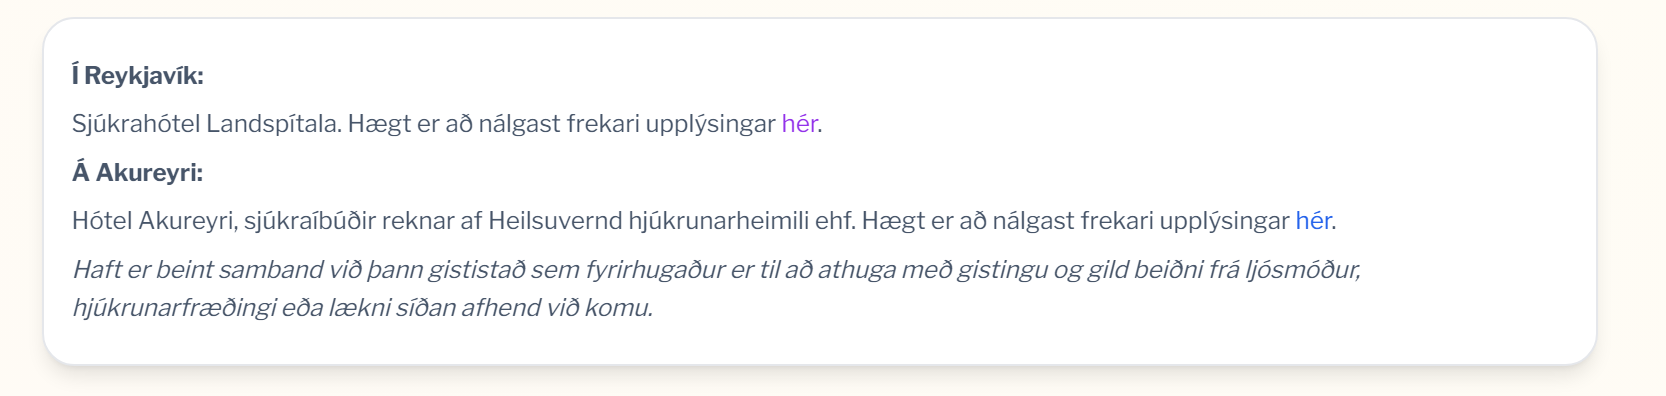 Í Reykjavík:
Sjúkrahótel Landspítala. Hægt er að nálgast frekari upplýsingar hér.
Á Akureyri:
Hótel Akureyri, sjúkraíbúðir reknar af Heilsuvernd hjúkrunarheimili ehf. Hægt er að nálgast frekari upplýsingar hér.
Haft er beint samband við þann gististað sem fyrirhugaður er til að athuga með gistingu og gild beiðni frá ljósmóður,
hjúkrunarfræðingi eða lækni síðan afhend við komu.